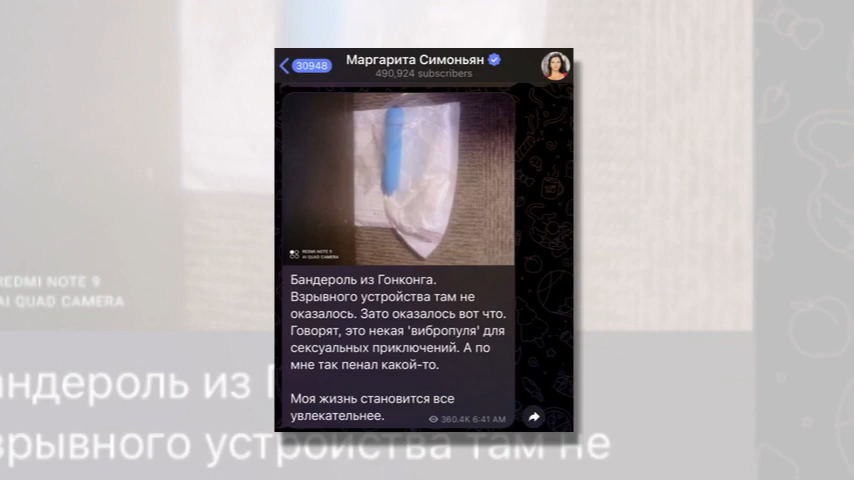 30948
Маргарита Симоньян
490,924 subscribers
REDMI NOTE 9
AI QUAD CAMERA
Бандероль из Гонконга.
Взрывного устройства там не
оказалось. Зато оказалось вот что.
Говорят, это некая 'вибропуля' для
сексуальных приключений. А по
мне так пенал какой-то.
Моя жизнь становится все
увлекательнее.
360.4K 6:41 AM
REDMI NOTE 9
AI QUAD CAMERA
андероль из Г
зрывного устройства там не